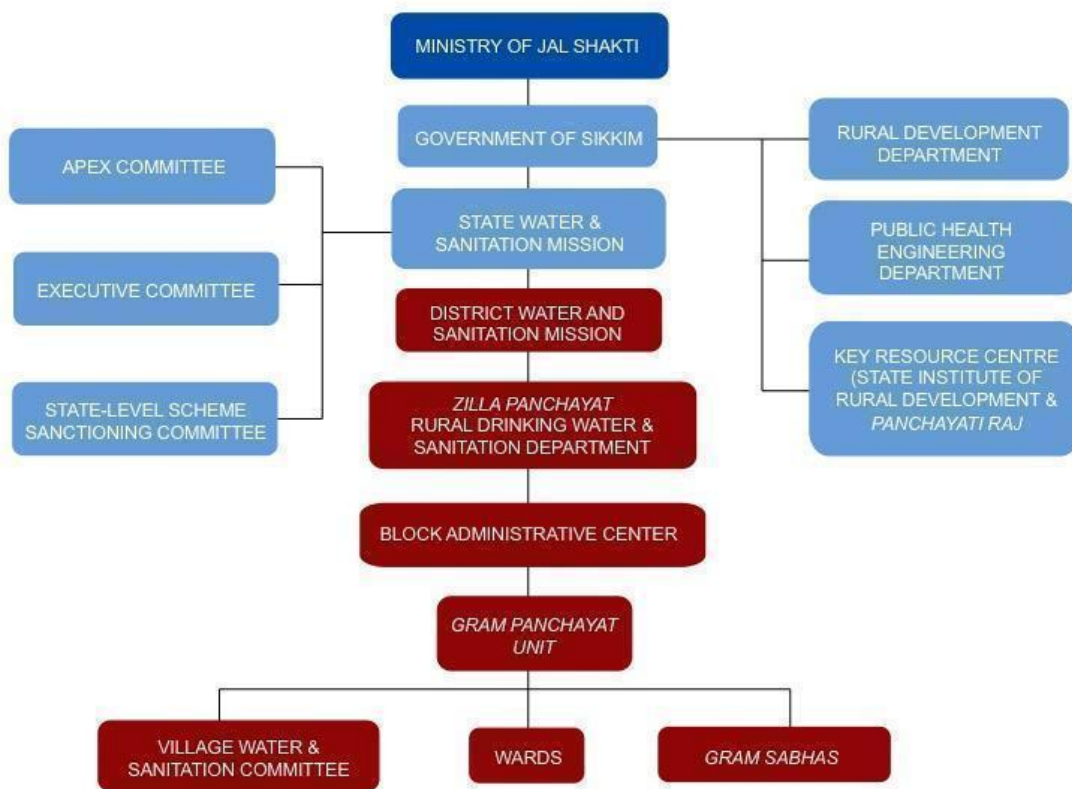 MINISTRY OF JAL SHAKTI
GOVERNMENT OF SIKKIM
RURAL DEVELOPMENT
DEPARTMENT
APEX COMMITTEE
STATE WATER &
SANITATION MISSION
PUBLIC HEALTH
ENGINEERING
DEPARTMENT
EXECUTIVE COMMITTEE
DISTRICT WATER AND
SANITATION MISSION
KEY RESOURCE CENTRE
(STATE INSTITUTE OF
RURAL DEVELOPMENT &
PANCHAYATI RAJ
STATE-LEVEL SCHEME
SANCTIONING COMMITTEE
ZILLA PANCHAYAT
RURAL DRINKING WATER &
SANITATION DEPARTMENT
BLOCK ADMINISTRATIVE CENTER
GRAM PANCHAYAT
UNIT
VILLAGE WATER &
SANITATION COMMITTEE
WARDS
GRAM SABHAS